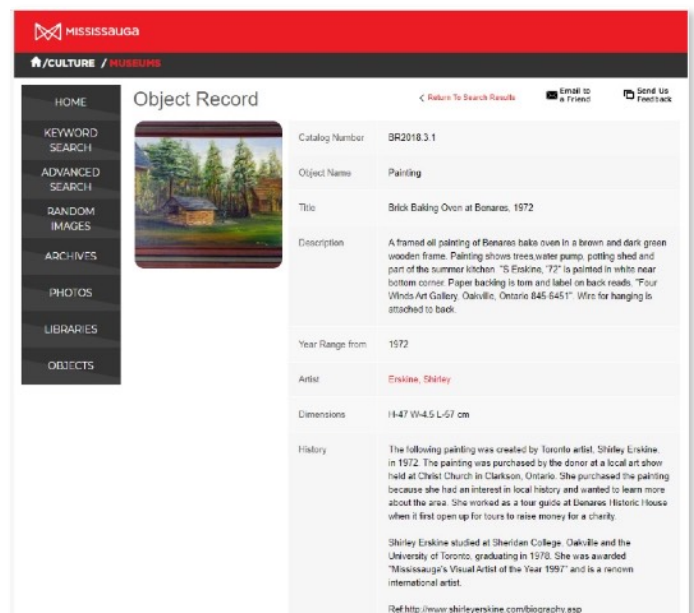 mississauga
/CULTURE / MUSEUMS
HOME
KEYWORD
SEARCH
ADVANCED
SEARCH
RANDOM
IMAGES
ARCHIVES
PHOTOS
LIBRARIES
OBJECTS
Object Record
< Return To Search Results
Email to
a Friend
Send Us
Feedback
Catalog Number BR2018.3.1
Object Name Painting
Title Brick Baking Oven at Benares, 1972
Description A framed oil painting of Benares bake oven in a brown and dark green
wooden frame. Painting shows trees,water pump, potting shed and
part of the summer kitchen. "S Erskine, '72" is painted in white near
bottom corner. Paper backing is torn and label on back reads, "Four
Winds Art Gallery, Oakville, Ontario 845-6451". Wire for hanging is
attached to back.
Year Range from 1972
Artist Erskine, Shirley
Dimensions H-47 W-4.5 L-57 cm
History The following painting was created by Toronto artist, Shirley Erskine,
in 1972. The painting was purchased by the donor at a local art show
held at Christ Church in Clarkson, Ontario. She purchased the painting
because she had an interest in local history and wanted to learn more
about the area. She worked as a tour guide at Benares Historic House
when it first open up for tours to raise money for a charity.
Shirley Erskine studied at Sheridan College, Oakville and the
University of Toronto, graduating in 1978. She was awarded
"Mississauga's Visual Artist of the Year 1997" and is a renown
international artist.
Ref:http://www.shirleyerskine.com/biography.asp